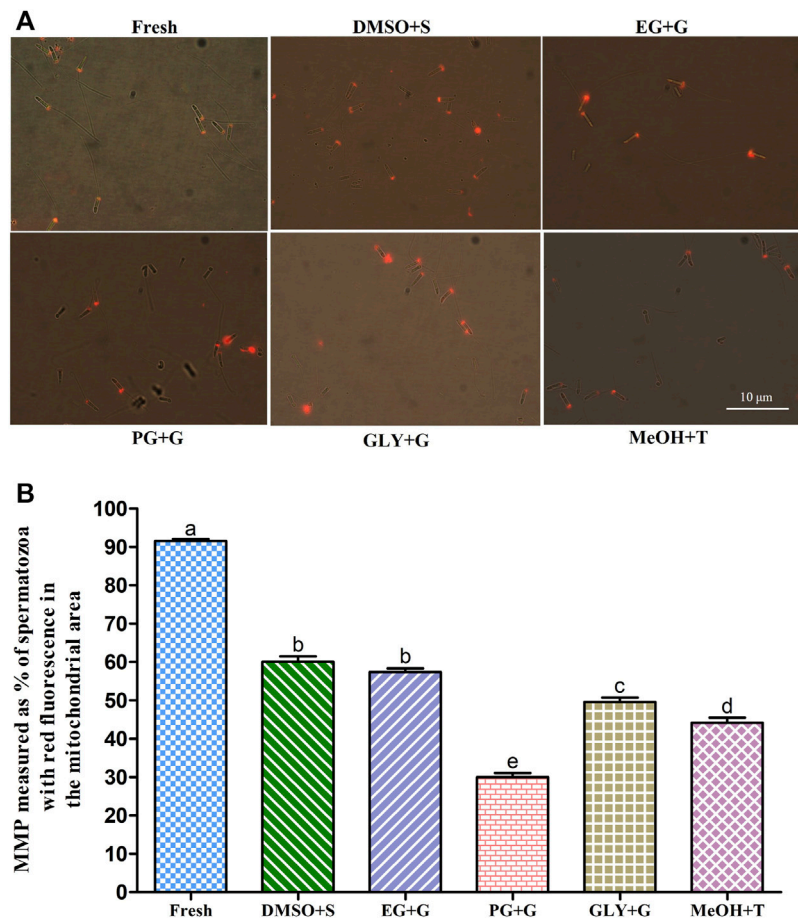 A
Fresh
DMSO+S
EG+G
PG+G
GLY+G
MeOH+T
10 μm
B
MMP measured as % of spermatozoa
with red fluorescence in
the mitochondrial area
100
90
80
70
60
50
40
30
20
10
0
a
b
b
e
c
d
Fresh
DMSO+S
EG+G
PG+G
GLY+G
MeOH+T